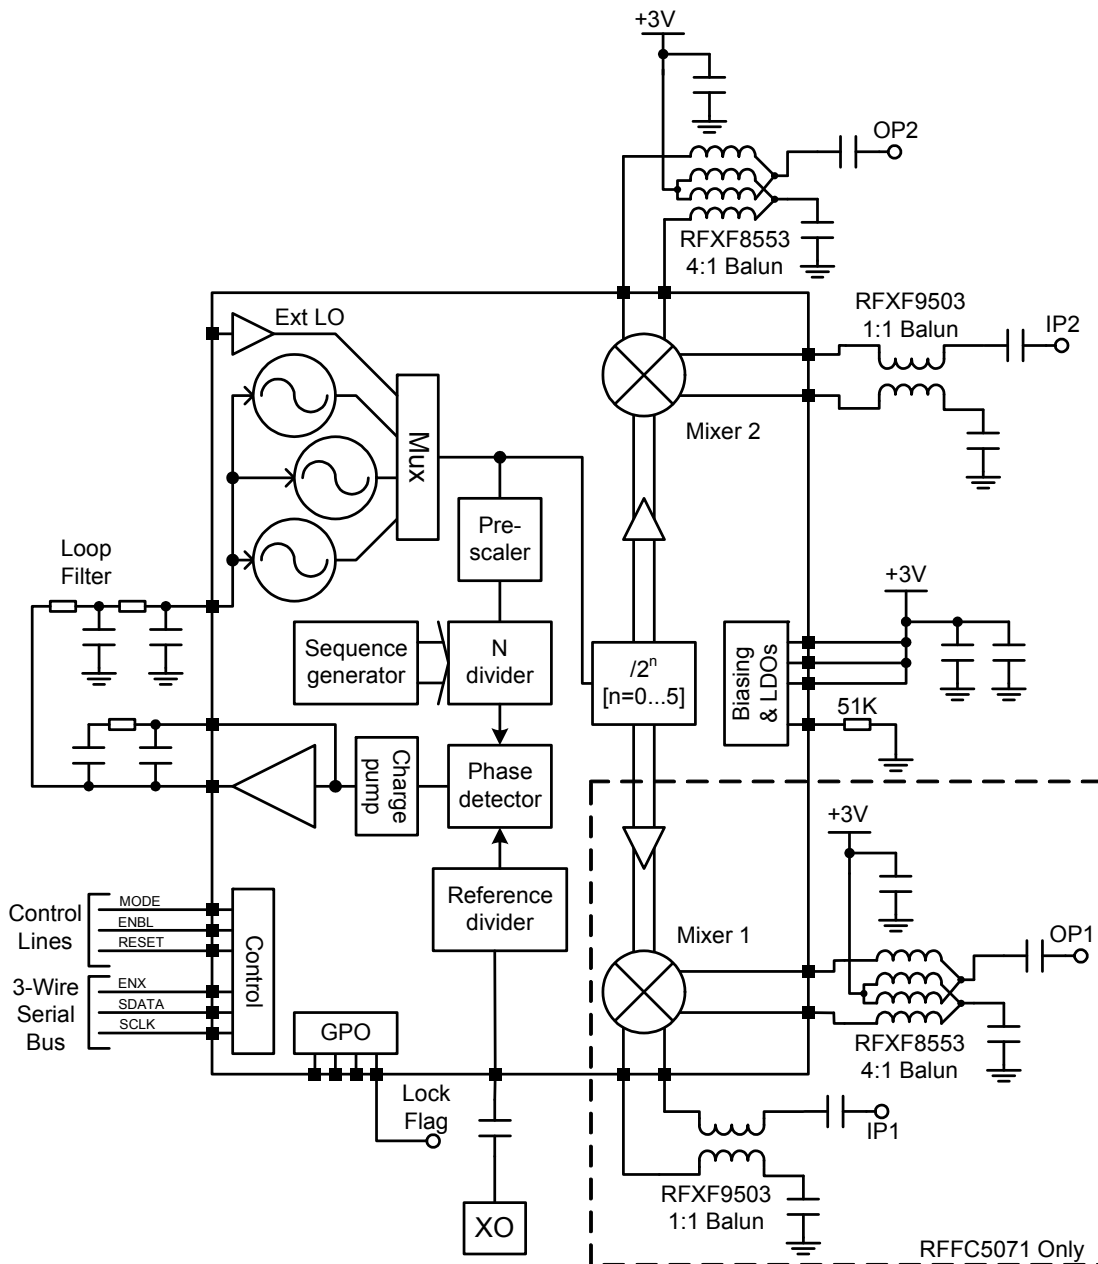 +3V
OP2
RFXF8553
4:1 Balun
RFXF9503
1:1 Balun
IP2
Ext LO
Mux
Mixer 2
Pre-
scaler
Loop
Filter
+3V
Sequence
generator
N
divider
/2ⁿ
[n=0...5]
Biasing
& LDOs
51K
Charge
pump
Phase
detector
+3V
Reference
divider
Control
Lines
MODE
ENBL
RESET
3-Wire
Serial
Bus
ENX
SDATA
SCLK
Control
Mixer 1
OP1
GPO
RFXF8553
4:1 Balun
Lock
Flag
IP1
RFXF9503
1:1 Balun
XO
RFFC5071 Only